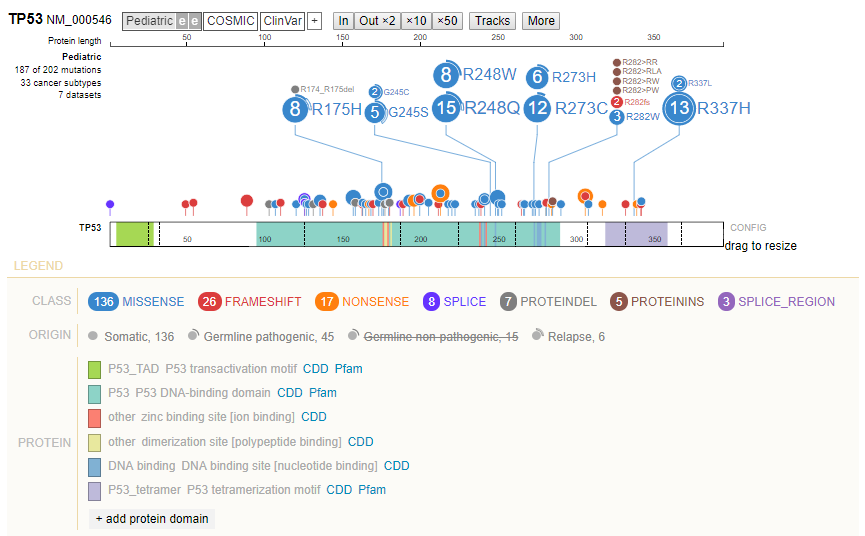 TP53 NM_000546 Pediatric e e COSMIC ClinVar + In Out ×2 ×10 ×50 Tracks More
Protein length 50 100 150 200 250 300 350
Pediatric
187 of 202 mutations
33 cancer subtypes
7 datasets
R282>RR
R282>RLA
R282>RW
R282>PW
8 R248W 6 R273H 2 R337L
R174_R175del 2 G245C
2 R282fs
8 R175H 5 G245S 15 R248Q 12 R273C 3 R282W 13 R337H
TP53 50 100 150 200 250 300 350 CONFIG
drag to resize
LEGEND
CLASS 136 MISSENSE 26 FRAMESHIFT 17 NONSENSE 8 SPLICE 7 PROTEINDEL 5 PROTEININS 3 SPLICE_REGION
ORIGIN Somatic, 136 Germline pathogenic, 45 Germline non-pathogenic, 15 Relapse, 6
P53_TAD P53 transactivation motif CDD Pfam
P53 P53 DNA-binding domain CDD Pfam
other zinc binding site [ion binding] CDD
PROTEIN other dimerization site [polypeptide binding] CDD
DNA binding DNA binding site [nucleotide binding] CDD
P53_tetramer P53 tetramerization motif CDD Pfam
+ add protein domain